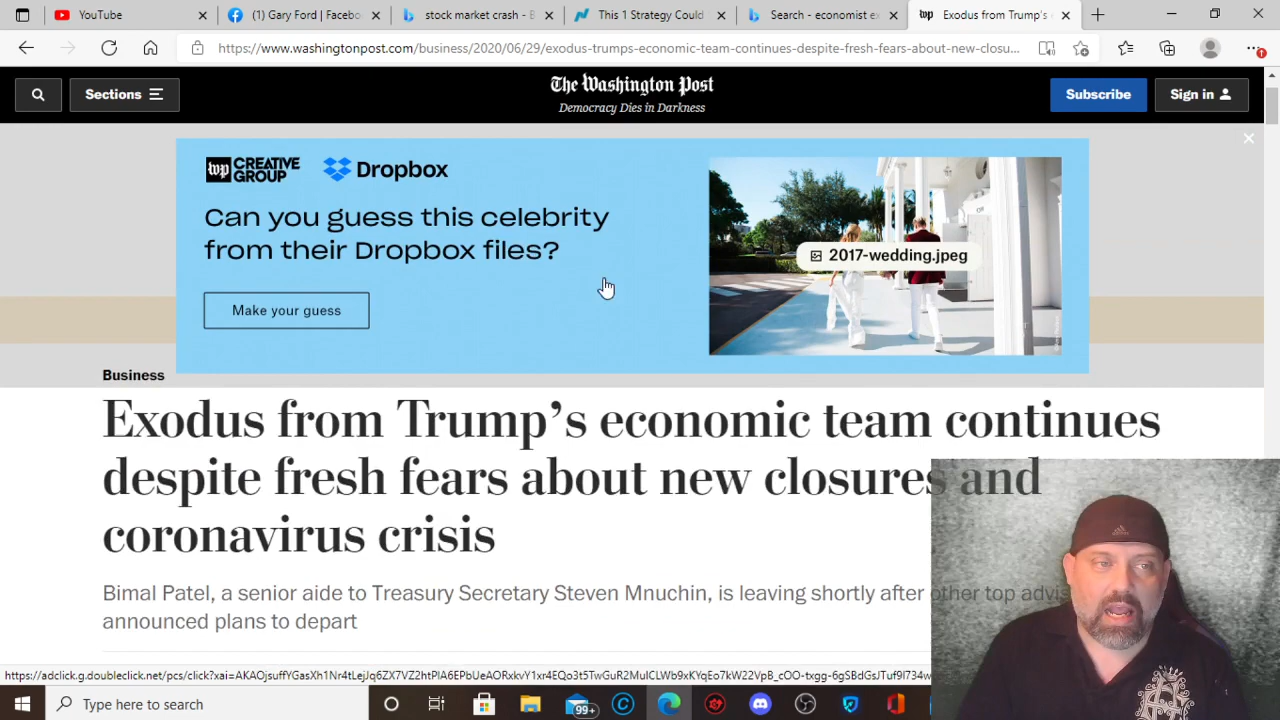 YouTube
(1) Gary Ford | Facebo
stock market crash - B
This 1 Strategy Could
Search - economist e
Exodus from Trump's
https://www.washingtonpost.com/business/2020/06/29/exodus-trumps-economic-team-continues-despite-fresh-fears-about-new-closu...
Sections
The Washington Post
Democracy Dies in Darkness
Subscribe
Sign in
wp CREATIVE GROUP
Dropbox
Can you guess this celebrity
from their Dropbox files?
2017-wedding.jpeg
Make your guess
Business
Exodus from Trump's economic team continues
despite fresh fears about new closures and
coronavirus crisis
Bimal Patel, a senior aide to Treasury Secretary Steven Mnuchin, is leaving shortly after other top advis
announced plans to depart
Type here to search
99+